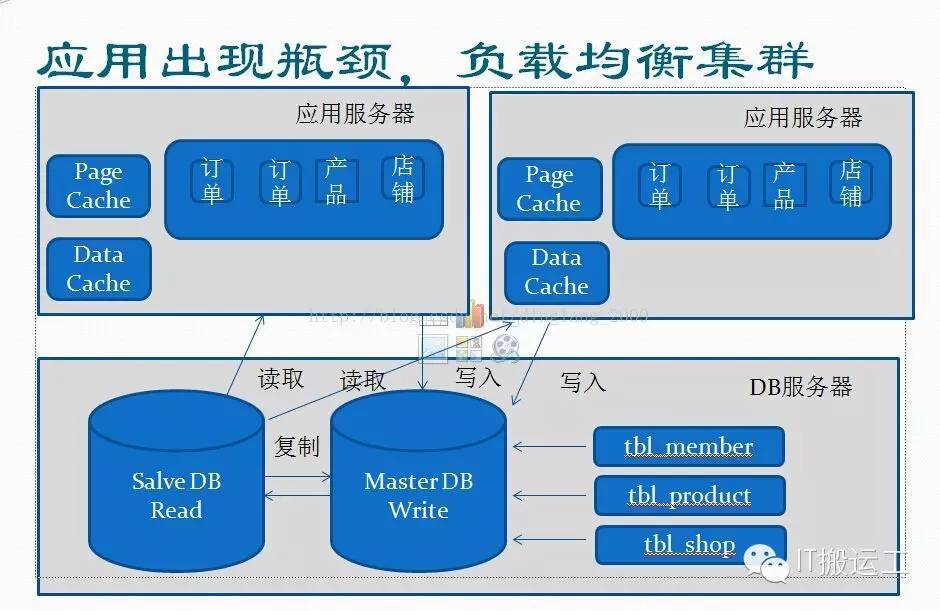 应用出现瓶颈，负载均衡集群
应用服务器
Page
Cache
订
单
订
单
产
品
店
铺
Data
Cache
应用服务器
Page
Cache
订
单
订
单
产
品
店
铺
Data
Cache
读取
读取
写入
写入
DB服务器
复制
Salve DB
Read
Master DB
Write
tbl_member
tbl_product
tbl_shop
IT搬运工